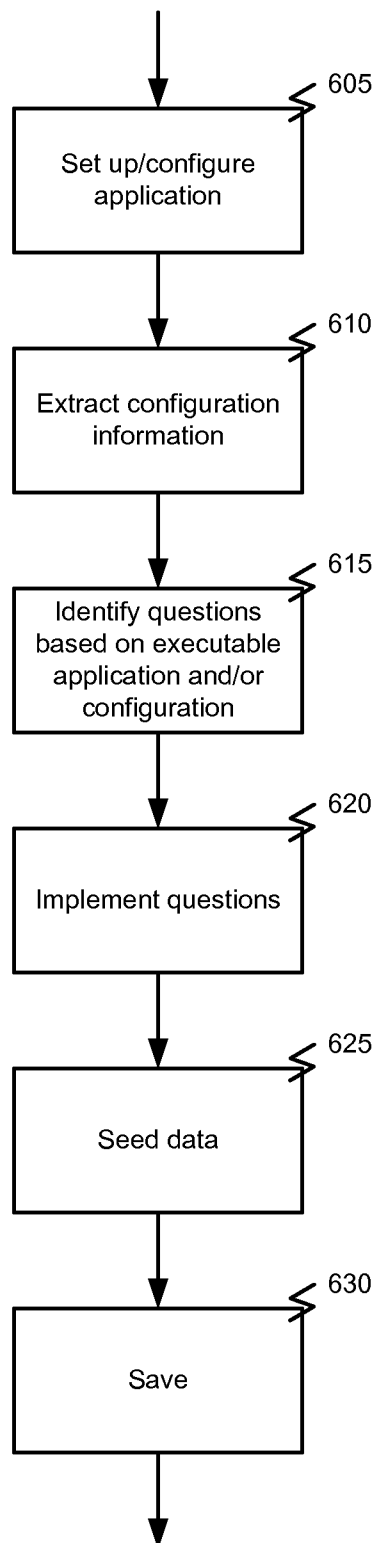 605
Set up/configure
application
610
Extract configuration
information
615
Identify questions
based on executable
application and/or
configuration
620
Implement questions
625
Seed data
630
Save